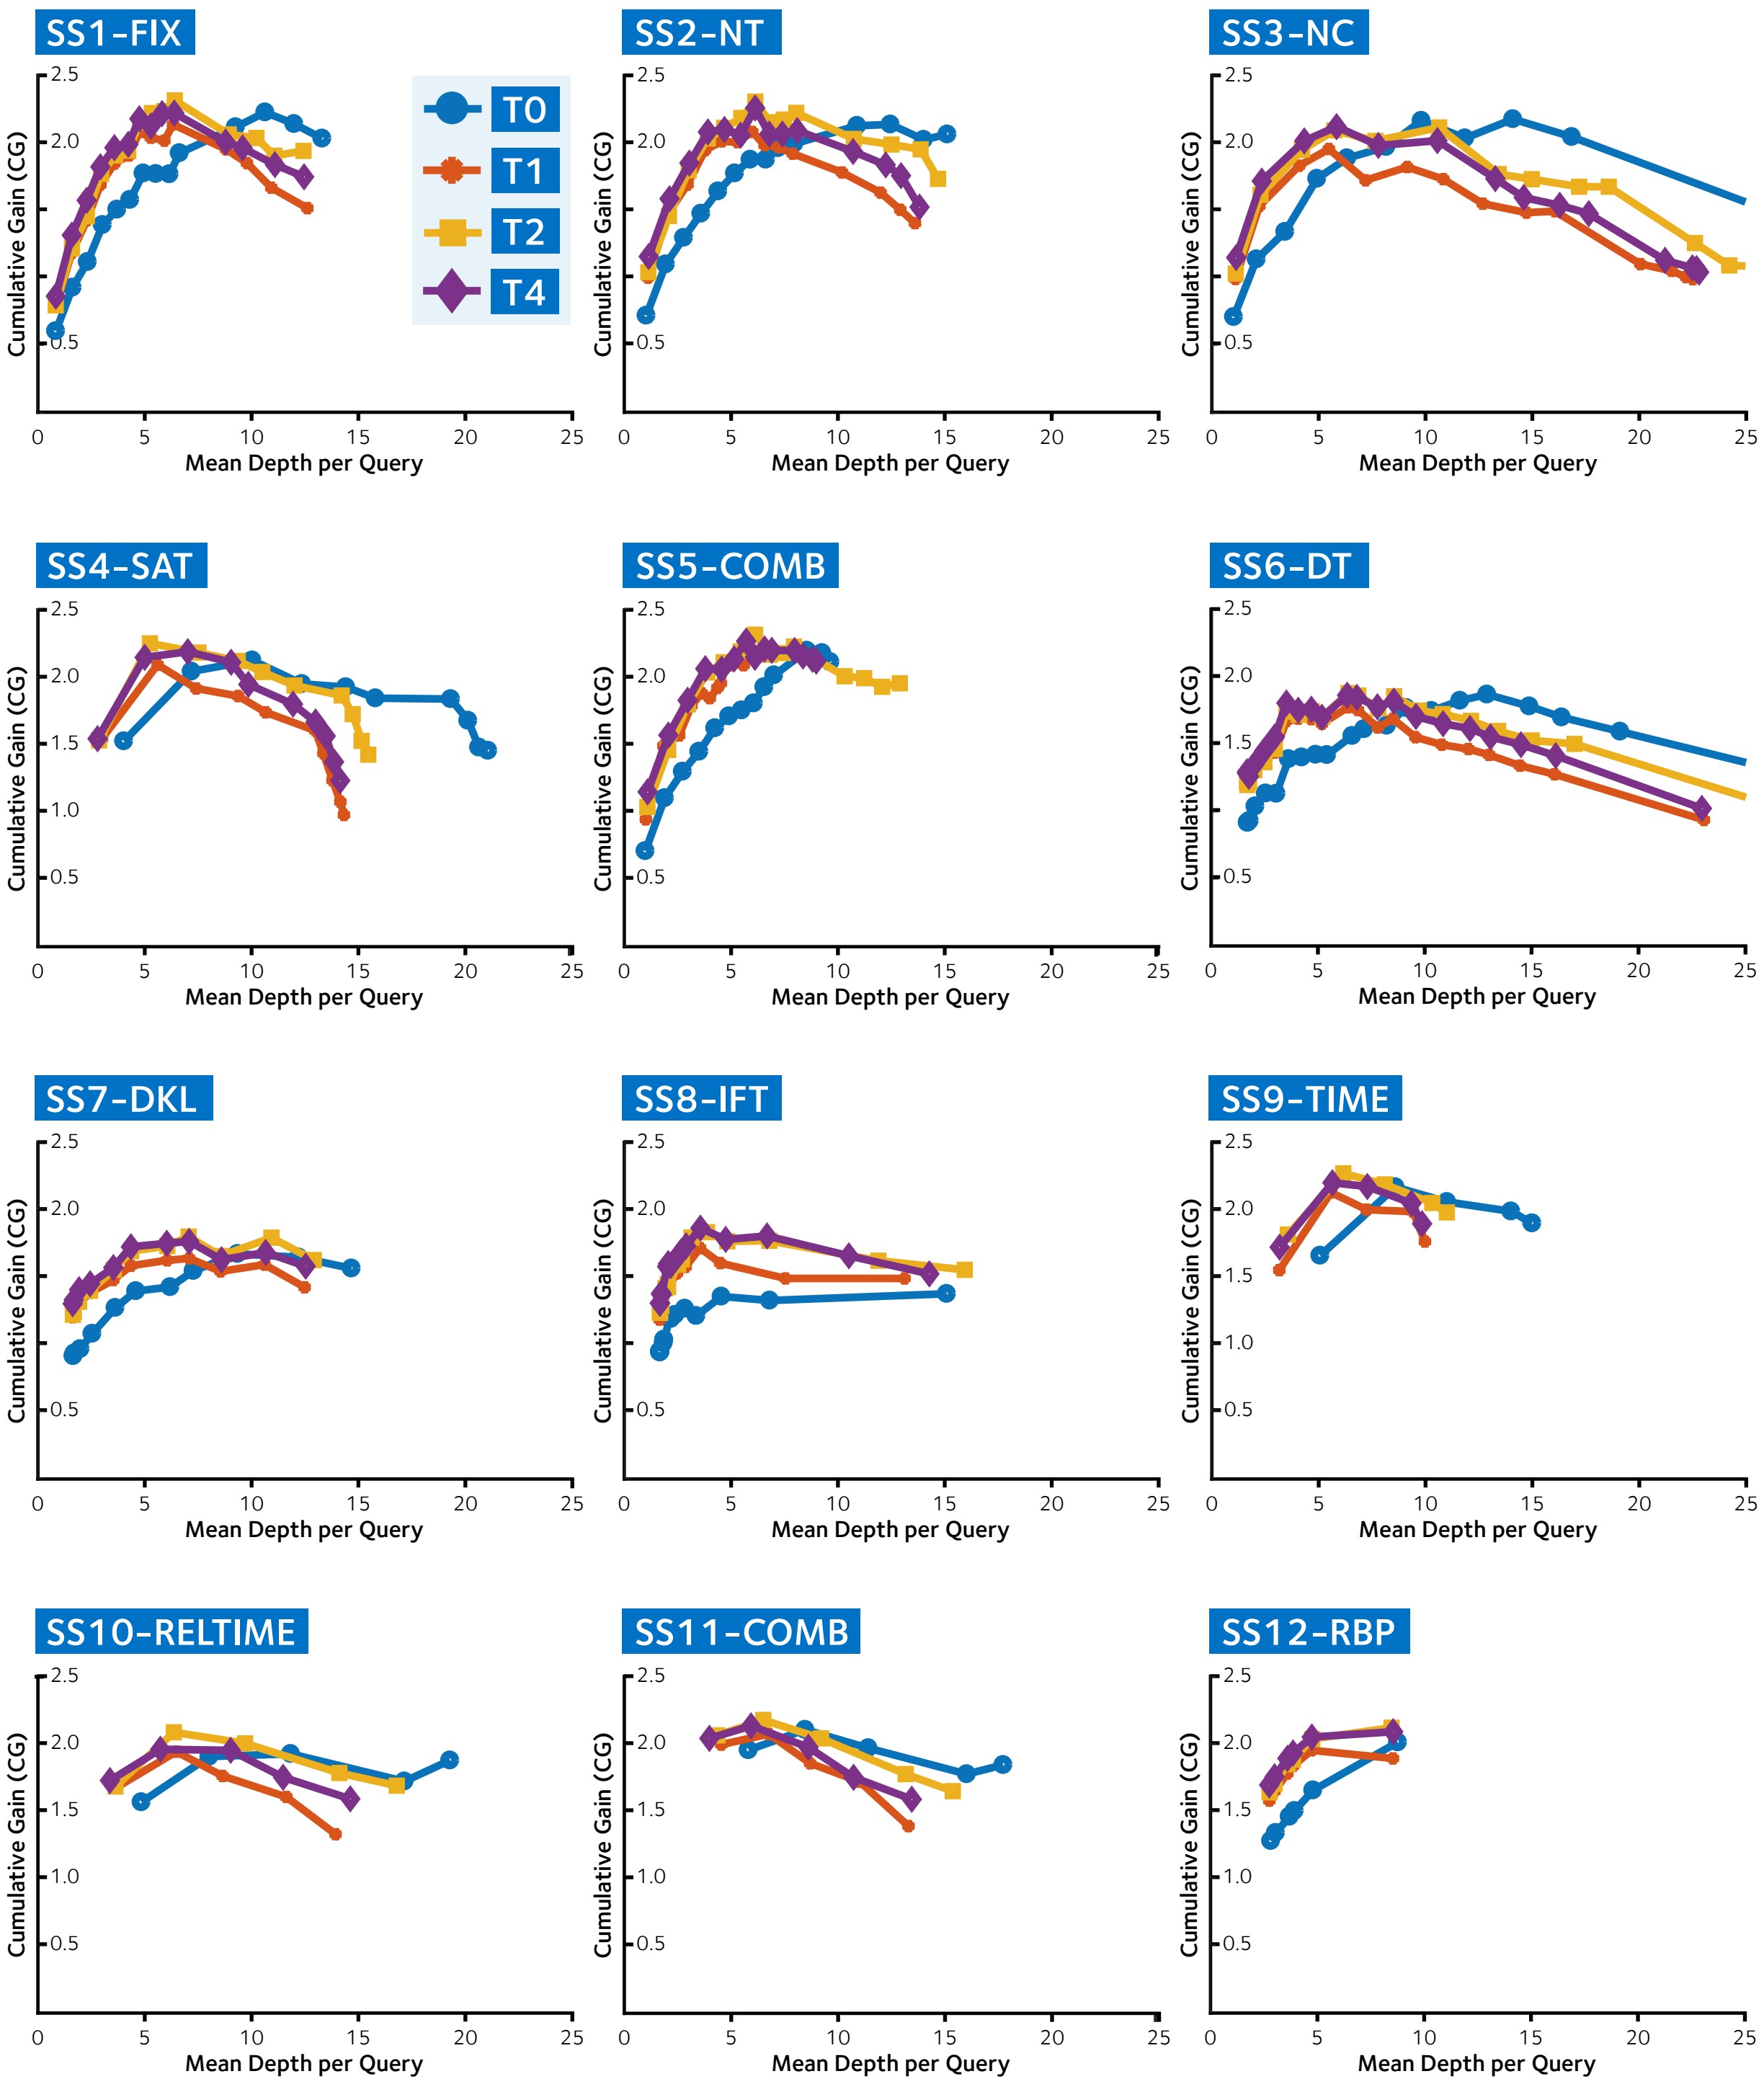 SS1-FIX
2.5
2.0
0.5
Cumulative Gain (CG)
0 5 10 15 20 25
Mean Depth per Query
T0
T1
T2
T4
SS2-NT
2.5
2.0
0.5
Cumulative Gain (CG)
0 5 10 15 20 25
Mean Depth per Query
SS3-NC
2.5
2.0
0.5
Cumulative Gain (CG)
0 5 10 15 20 25
Mean Depth per Query
SS4-SAT
2.5
2.0
1.5
1.0
0.5
Cumulative Gain (CG)
0 5 10 15 20 25
Mean Depth per Query
SS5-COMB
2.5
2.0
0.5
Cumulative Gain (CG)
0 5 10 15 20 25
Mean Depth per Query
SS6-DT
2.5
2.0
1.5
0.5
Cumulative Gain (CG)
0 5 10 15 20 25
Mean Depth per Query
SS7-DKL
2.5
2.0
0.5
Cumulative Gain (CG)
0 5 10 15 20 25
Mean Depth per Query
SS8-IFT
2.5
2.0
0.5
Cumulative Gain (CG)
0 5 10 15 20 25
Mean Depth per Query
SS9-TIME
2.5
2.0
1.5
1.0
0.5
Cumulative Gain (CG)
0 5 10 15 20 25
Mean Depth per Query
SS10-RELTIME
2.5
2.0
1.5
1.0
0.5
Cumulative Gain (CG)
0 5 10 15 20 25
Mean Depth per Query
SS11-COMB
2.5
2.0
1.5
1.0
0.5
Cumulative Gain (CG)
0 5 10 15 20 25
Mean Depth per Query
SS12-RBP
2.5
2.0
1.5
1.0
0.5
Cumulative Gain (CG)
0 5 10 15 20 25
Mean Depth per Query